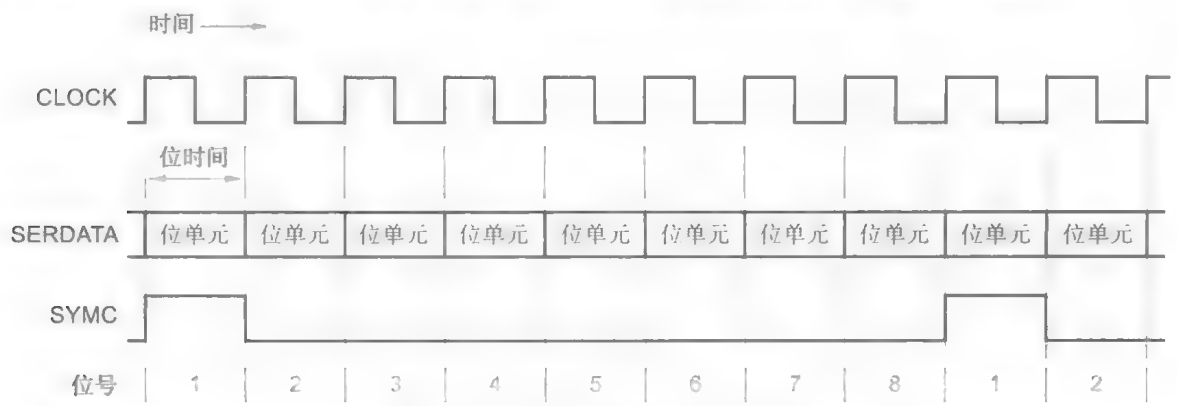 时间
CLOCK
位时间
SERDATA 位单元 位单元 位单元 位单元 位单元 位单元 位单元 位单元 位单元 位单元
SYMC
位号 1 2 3 4 5 6 7 8 1 2